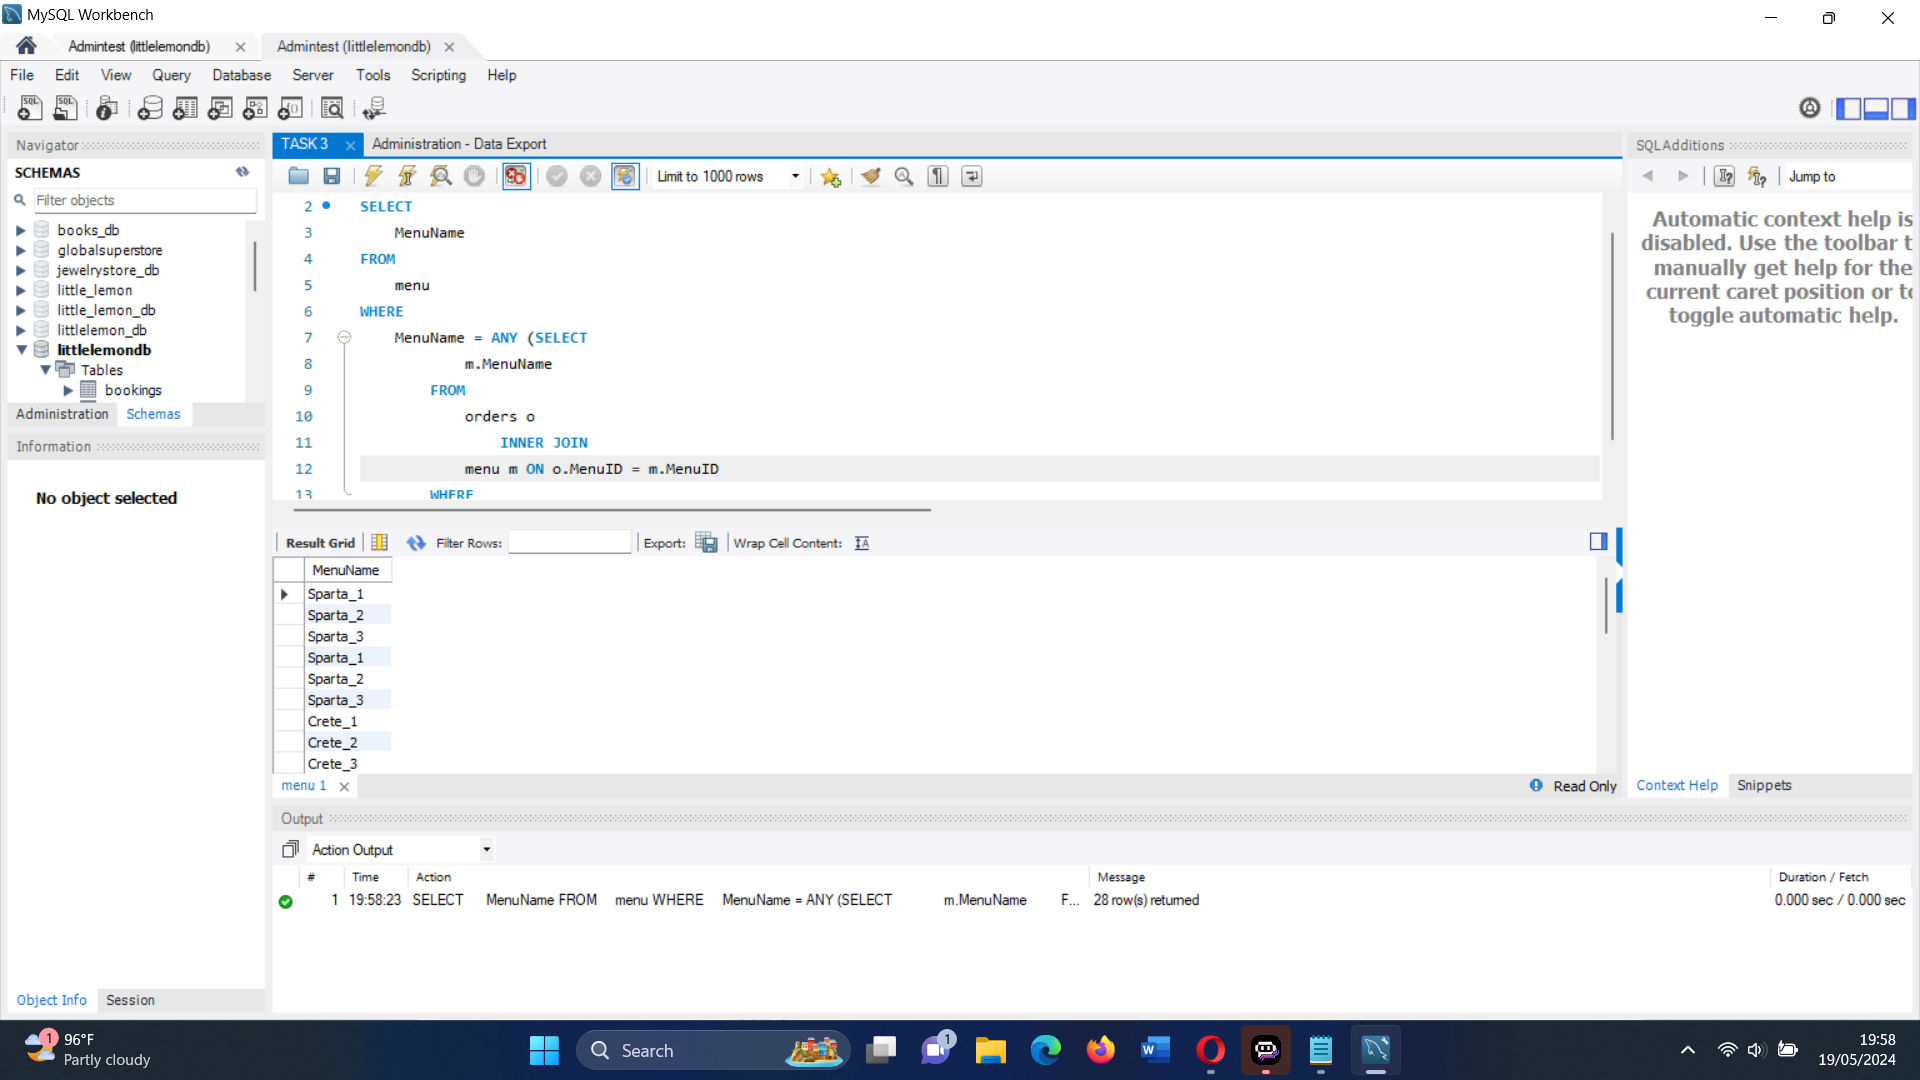 MySQL Workbench
Admintest (littlelemondb)
Admintest (littlelemondb)
File Edit View Query Database Server Tools Scripting Help
Navigator
SCHEMAS
Filter objects
books_db
globalsuperstore
jewelrystore_db
little_lemon
little_lemon_db
littlelemon_db
littlelemondb
Tables
bookings
Administration Schemas
Information
No object selected
Object Info Session
TASK 3
Administration - Data Export
Limit to 1000 rows
2 SELECT
3 MenuName
4 FROM
5 menu
6 WHERE
7 MenuName = ANY (SELECT
8 m.MenuName
9 FROM
10 orders o
11 INNER JOIN
12 menu m ON o.MenuID = m.MenuID
13 WHERE
Result Grid Filter Rows: Export: Wrap Cell Content:
MenuName
Sparta_1
Sparta_2
Sparta_3
Sparta_1
Sparta_2
Sparta_3
Crete_1
Crete_2
Crete_3
menu 1
Read Only
SQLAdditions
Jump to
Automatic context help is
disabled. Use the toolbar t
manually get help for the
current caret position or to
toggle automatic help.
Context Help Snippets
Output
Action Output
# Time Action Message Duration / Fetch
1 19:58:23 SELECT MenuName FROM menu WHERE MenuName = ANY (SELECT m.MenuName F... 28 row(s) returned 0.000 sec / 0.000 sec
1
96°F
Partly cloudy
Search
1
19:58
19/05/2024